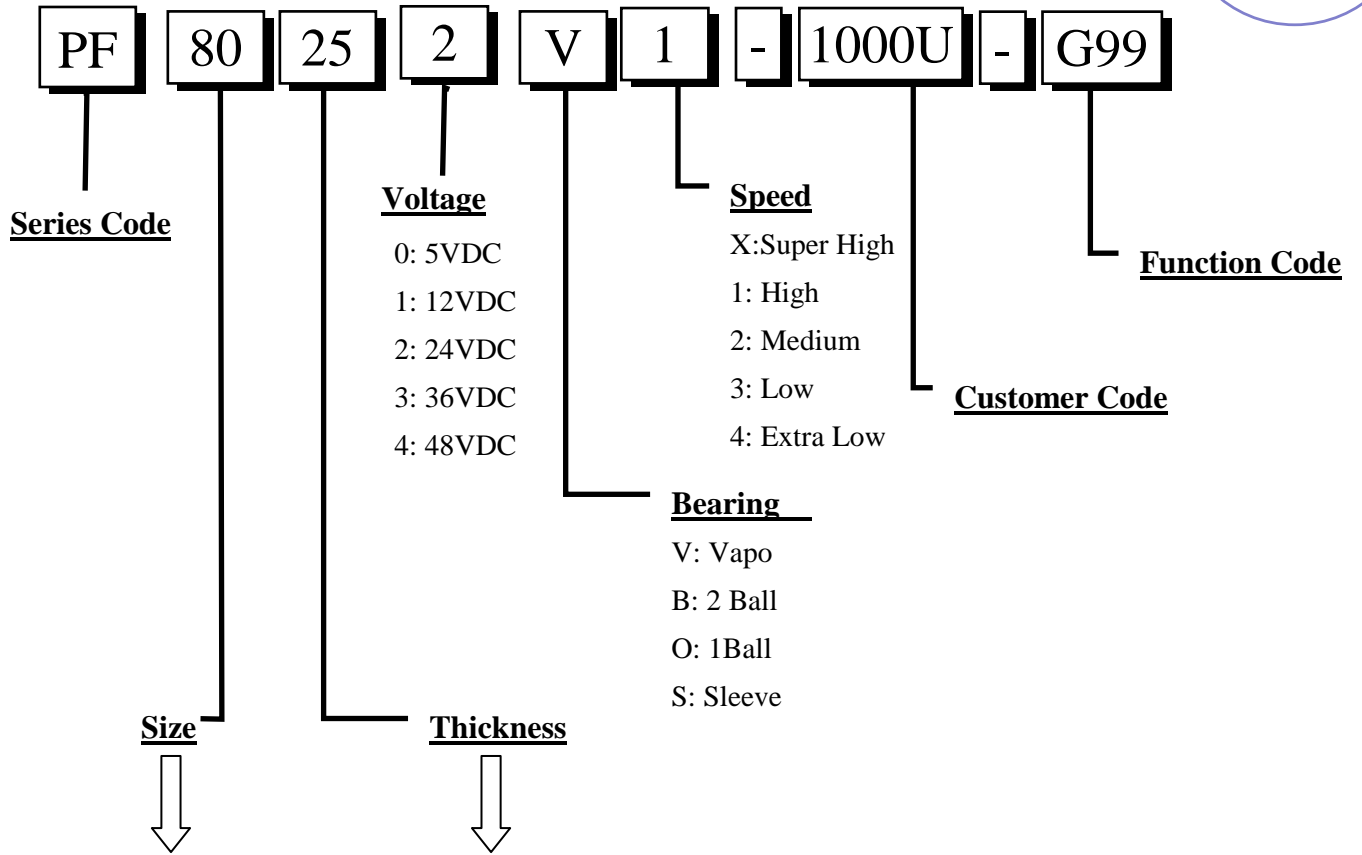 PF 80 25 2 V 1 - 1000U - G99
Series Code
Voltage
0: 5VDC
1: 12VDC
2: 24VDC
3: 36VDC
4: 48VDC
Speed
X:Super High
1: High
2: Medium
3: Low
4: Extra Low
Function Code
Customer Code
Bearing
V: Vapo
B: 2 Ball
O: 1Ball
S: Sleeve
Size
Thickness